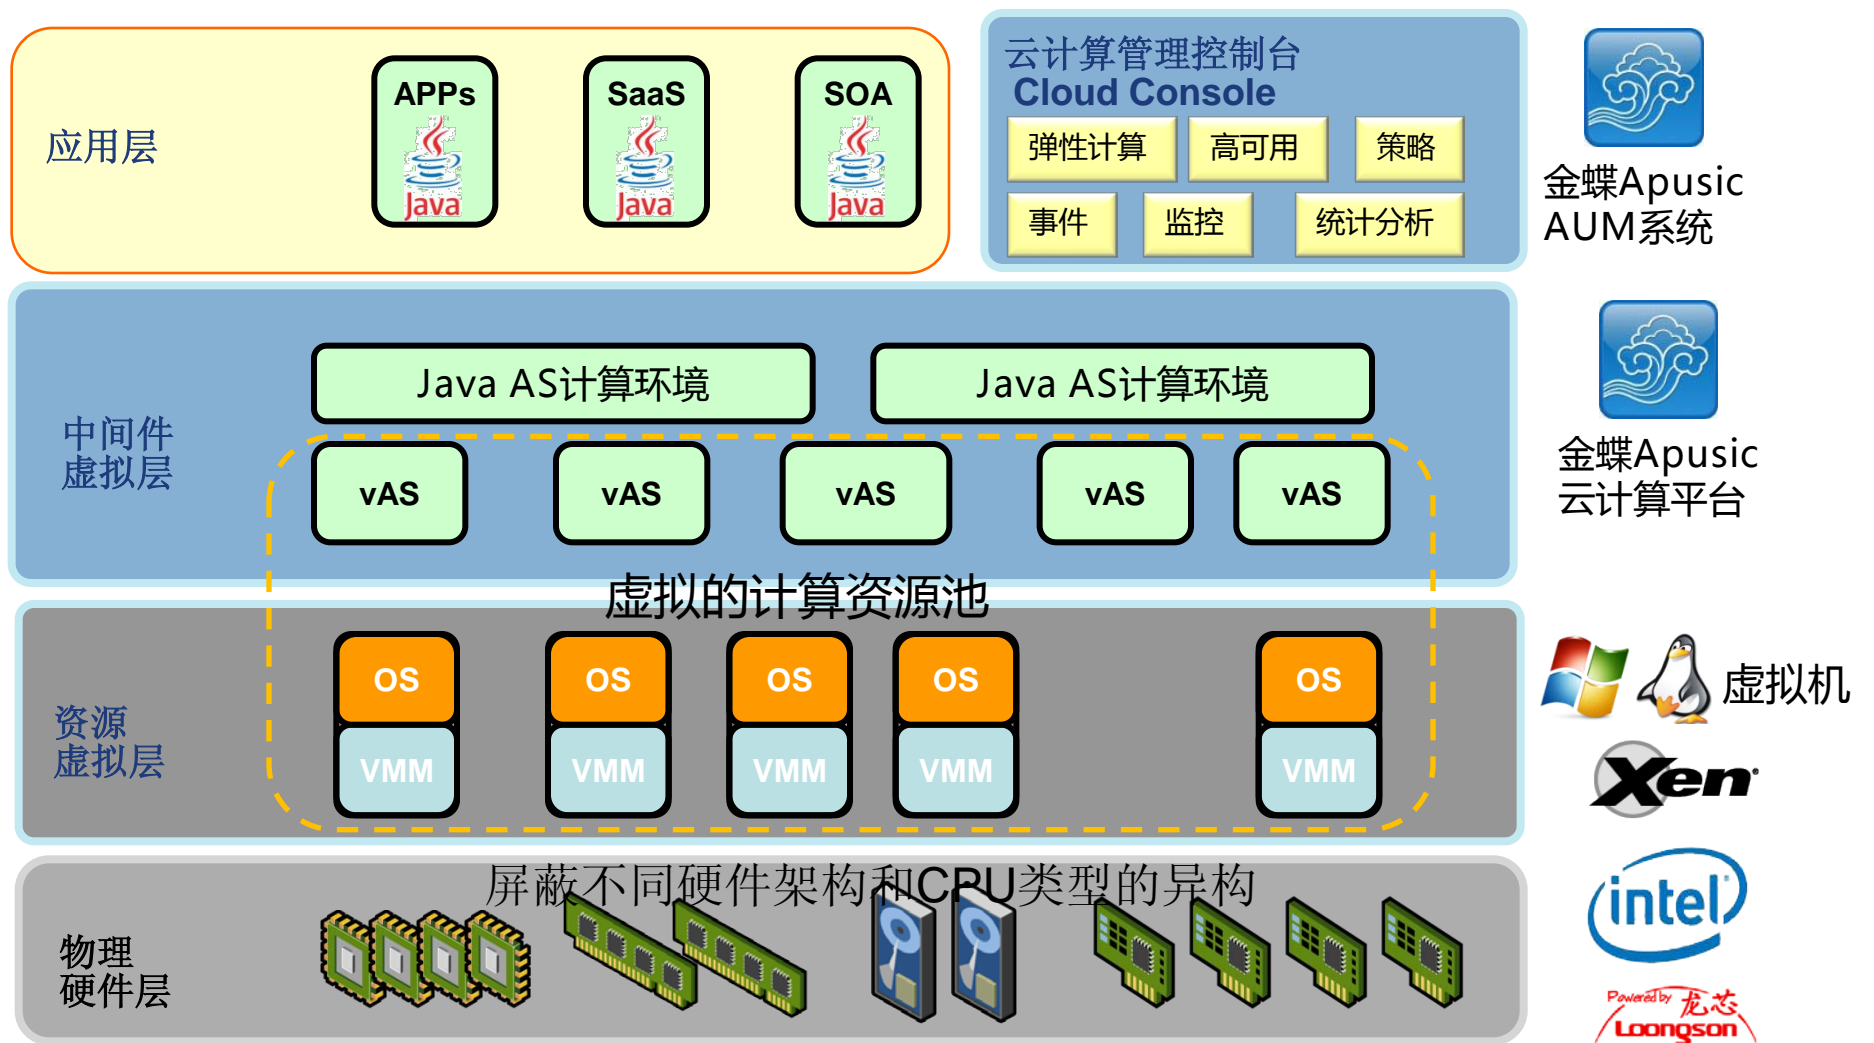 应用层
APPs
Java
SaaS
Java
SOA
Java
云计算管理控制台
Cloud Console
弹性计算
高可用
策略
事件
监控
统计分析
金蝶Apusic
AUM系统
中间件
虚拟层
Java AS计算环境
Java AS计算环境
vAS
vAS
vAS
vAS
vAS
金蝶Apusic
云计算平台
虚拟的计算资源池
资源
虚拟层
OS
OS
OS
OS
OS
VMM
VMM
VMM
VMM
VMM
虚拟机
Xen
屏蔽不同硬件架构和CPU类型的异构
物理
硬件层
intel
Powered by 龙芯
Loongson